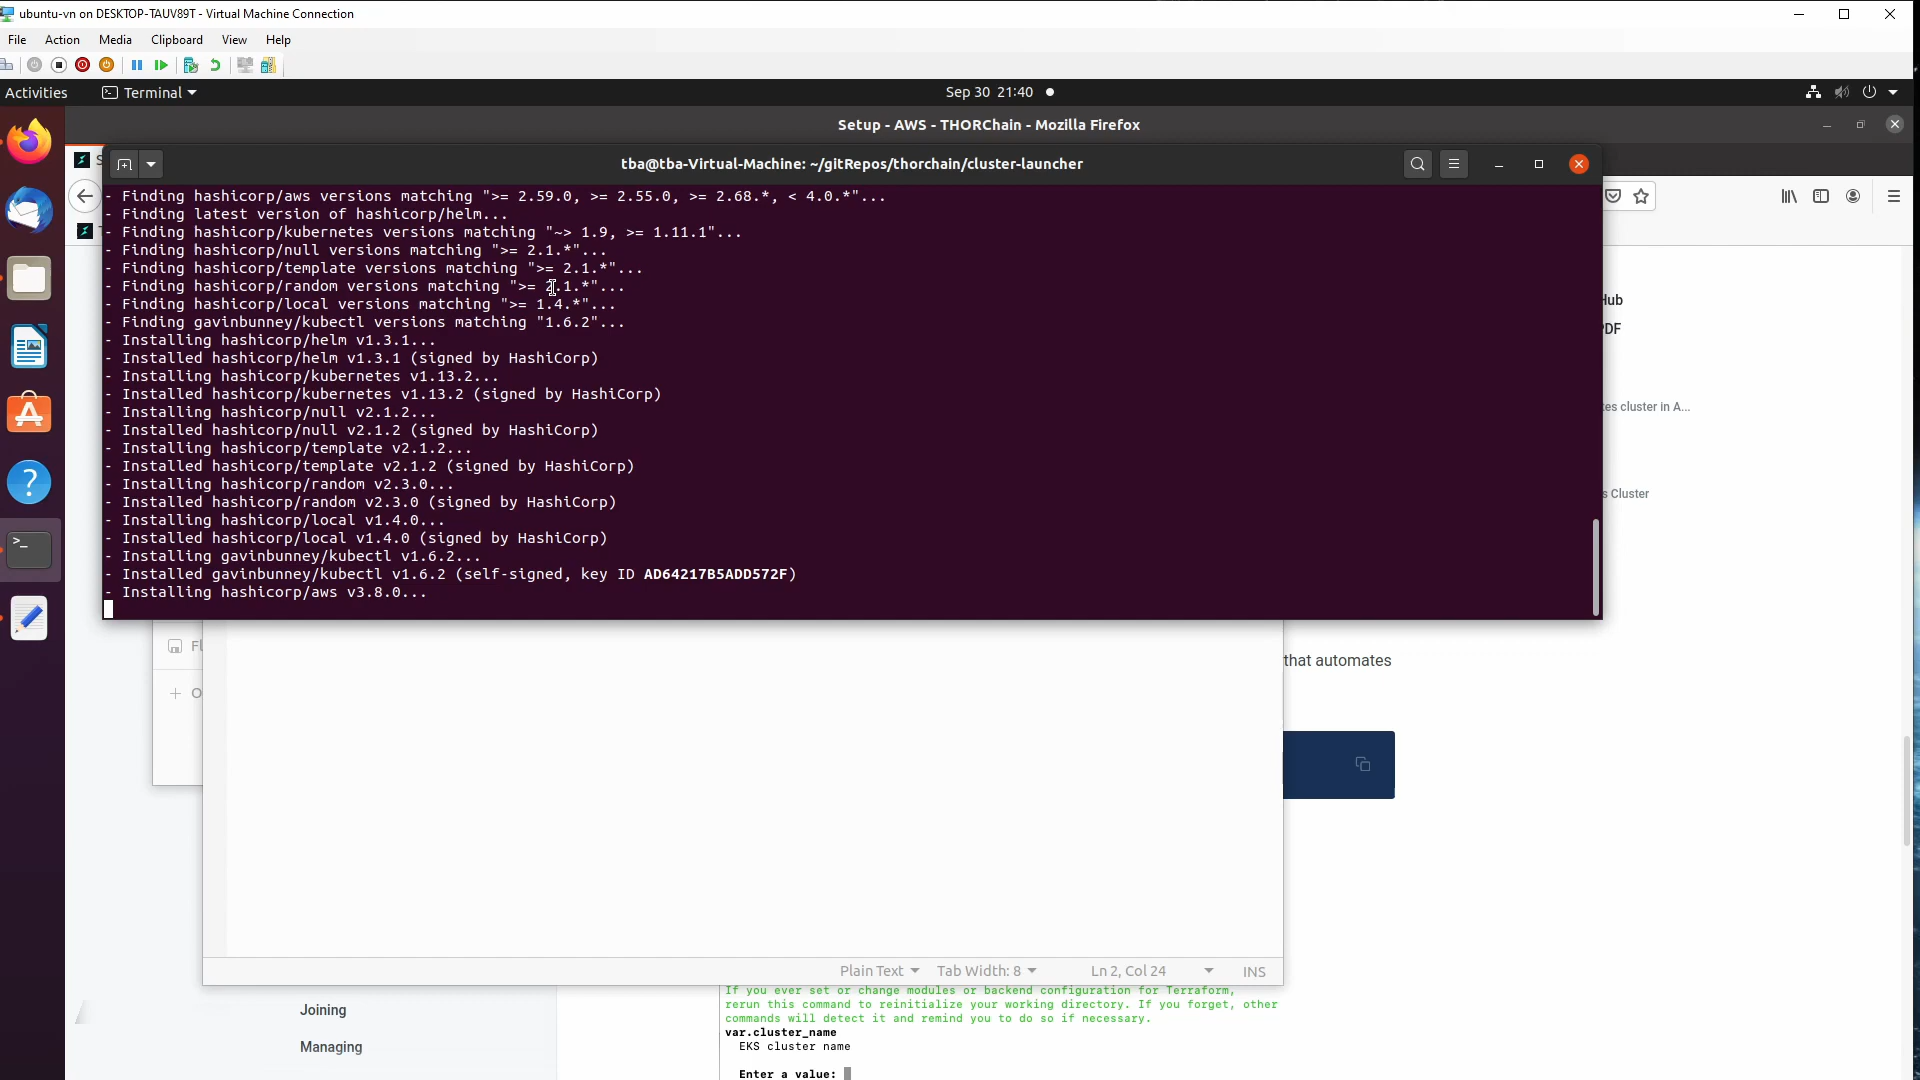 ubuntu-vn on DESKTOP-TAUV89T - Virtual Machine Connection
File Action Media Clipboard View Help
Activities Terminal Sep 30 21:40
Setup - AWS - THORChain - Mozilla Firefox
tba@tba-Virtual-Machine: ~/gitRepos/thorchain/cluster-launcher
- Finding hashicorp/aws versions matching ">= 2.59.0, >= 2.55.0, >= 2.68.*, < 4.0.*"...
- Finding latest version of hashicorp/helm...
- Finding hashicorp/kubernetes versions matching "~> 1.9, >= 1.11.1"...
- Finding hashicorp/null versions matching ">= 2.1.*"...
- Finding hashicorp/template versions matching ">= 2.1.*"...
- Finding hashicorp/random versions matching ">= 2.1.*"...
- Finding hashicorp/local versions matching ">= 1.4.*"...
- Finding gavinbunney/kubectl versions matching "1.6.2"...
- Installing hashicorp/helm v1.3.1...
- Installed hashicorp/helm v1.3.1 (signed by HashiCorp)
- Installing hashicorp/kubernetes v1.13.2...
- Installed hashicorp/kubernetes v1.13.2 (signed by HashiCorp)
- Installing hashicorp/null v2.1.2...
- Installed hashicorp/null v2.1.2 (signed by HashiCorp)
- Installing hashicorp/template v2.1.2...
- Installed hashicorp/template v2.1.2 (signed by HashiCorp)
- Installing hashicorp/random v2.3.0...
- Installed hashicorp/random v2.3.0 (signed by HashiCorp)
- Installing hashicorp/local v1.4.0...
- Installed hashicorp/local v1.4.0 (signed by HashiCorp)
- Installing gavinbunney/kubectl v1.6.2...
- Installed gavinbunney/kubectl v1.6.2 (self-signed, key ID AD64217B5ADD572F)
- Installing hashicorp/aws v3.8.0...
Hub
PDF
tes cluster in A...
s Cluster
that automates
Plain Text Tab Width: 8 Ln 2, Col 24 INS
Joining
Managing
If you ever set or change modules or backend configuration for Terraform,
rerun this command to reinitialize your working directory. If you forget, other
commands will detect it and remind you to do so if necessary.
var.cluster_name
EKS cluster name
Enter a value: